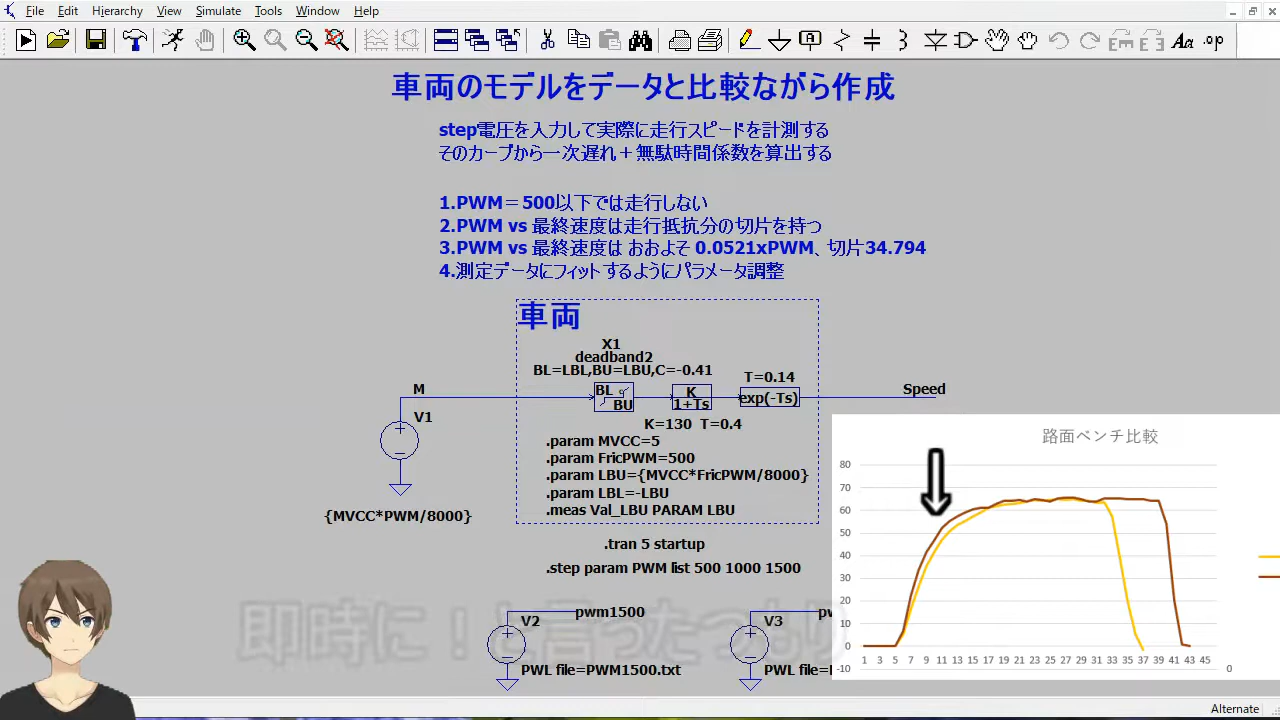 File Edit Hierarchy View Simulate Tools Window Help
車両のモデルをデータと比較ながら作成
step電圧を入力して実際に走行スピードを計測する
そのカーブから一次遅れ＋無駄時間係数を算出する
1.PWM＝500以下では走行しない
2.PWM vs 最終速度は走行抵抗分の切片を持つ
3.PWM vs 最終速度は おおよそ 0.0521xPWM、切片34.794
4.測定データにフィットするようにパラメータ調整
車両
X1
deadband2
BL=LBL,BU=LBU,C=-0.41
T=0.14
M
BL
BU
K
1+Ts
exp(-Ts)
Speed
V1
K=130 T=0.4
.param MVCC=5
.param FricPWM=500
.param LBU={MVCC*FricPWM/8000}
.param LBL=-LBU
.meas Val_LBU PARAM LBU
{MVCC*PWM/8000}
.tran 5 startup
.step param PWM list 500 1000 1500
pwm1500
V2
PWL file=PWM1500.txt
V3
PWL file=
即時に！と言ったつもり
路面ベンチ比較
80
70
60
50
40
30
20
10
0
-10
1 3 5 7 9 11 13 15 17 19 21 23 25 27 29 31 33 35 37 39 41 43 45
0
Alternate